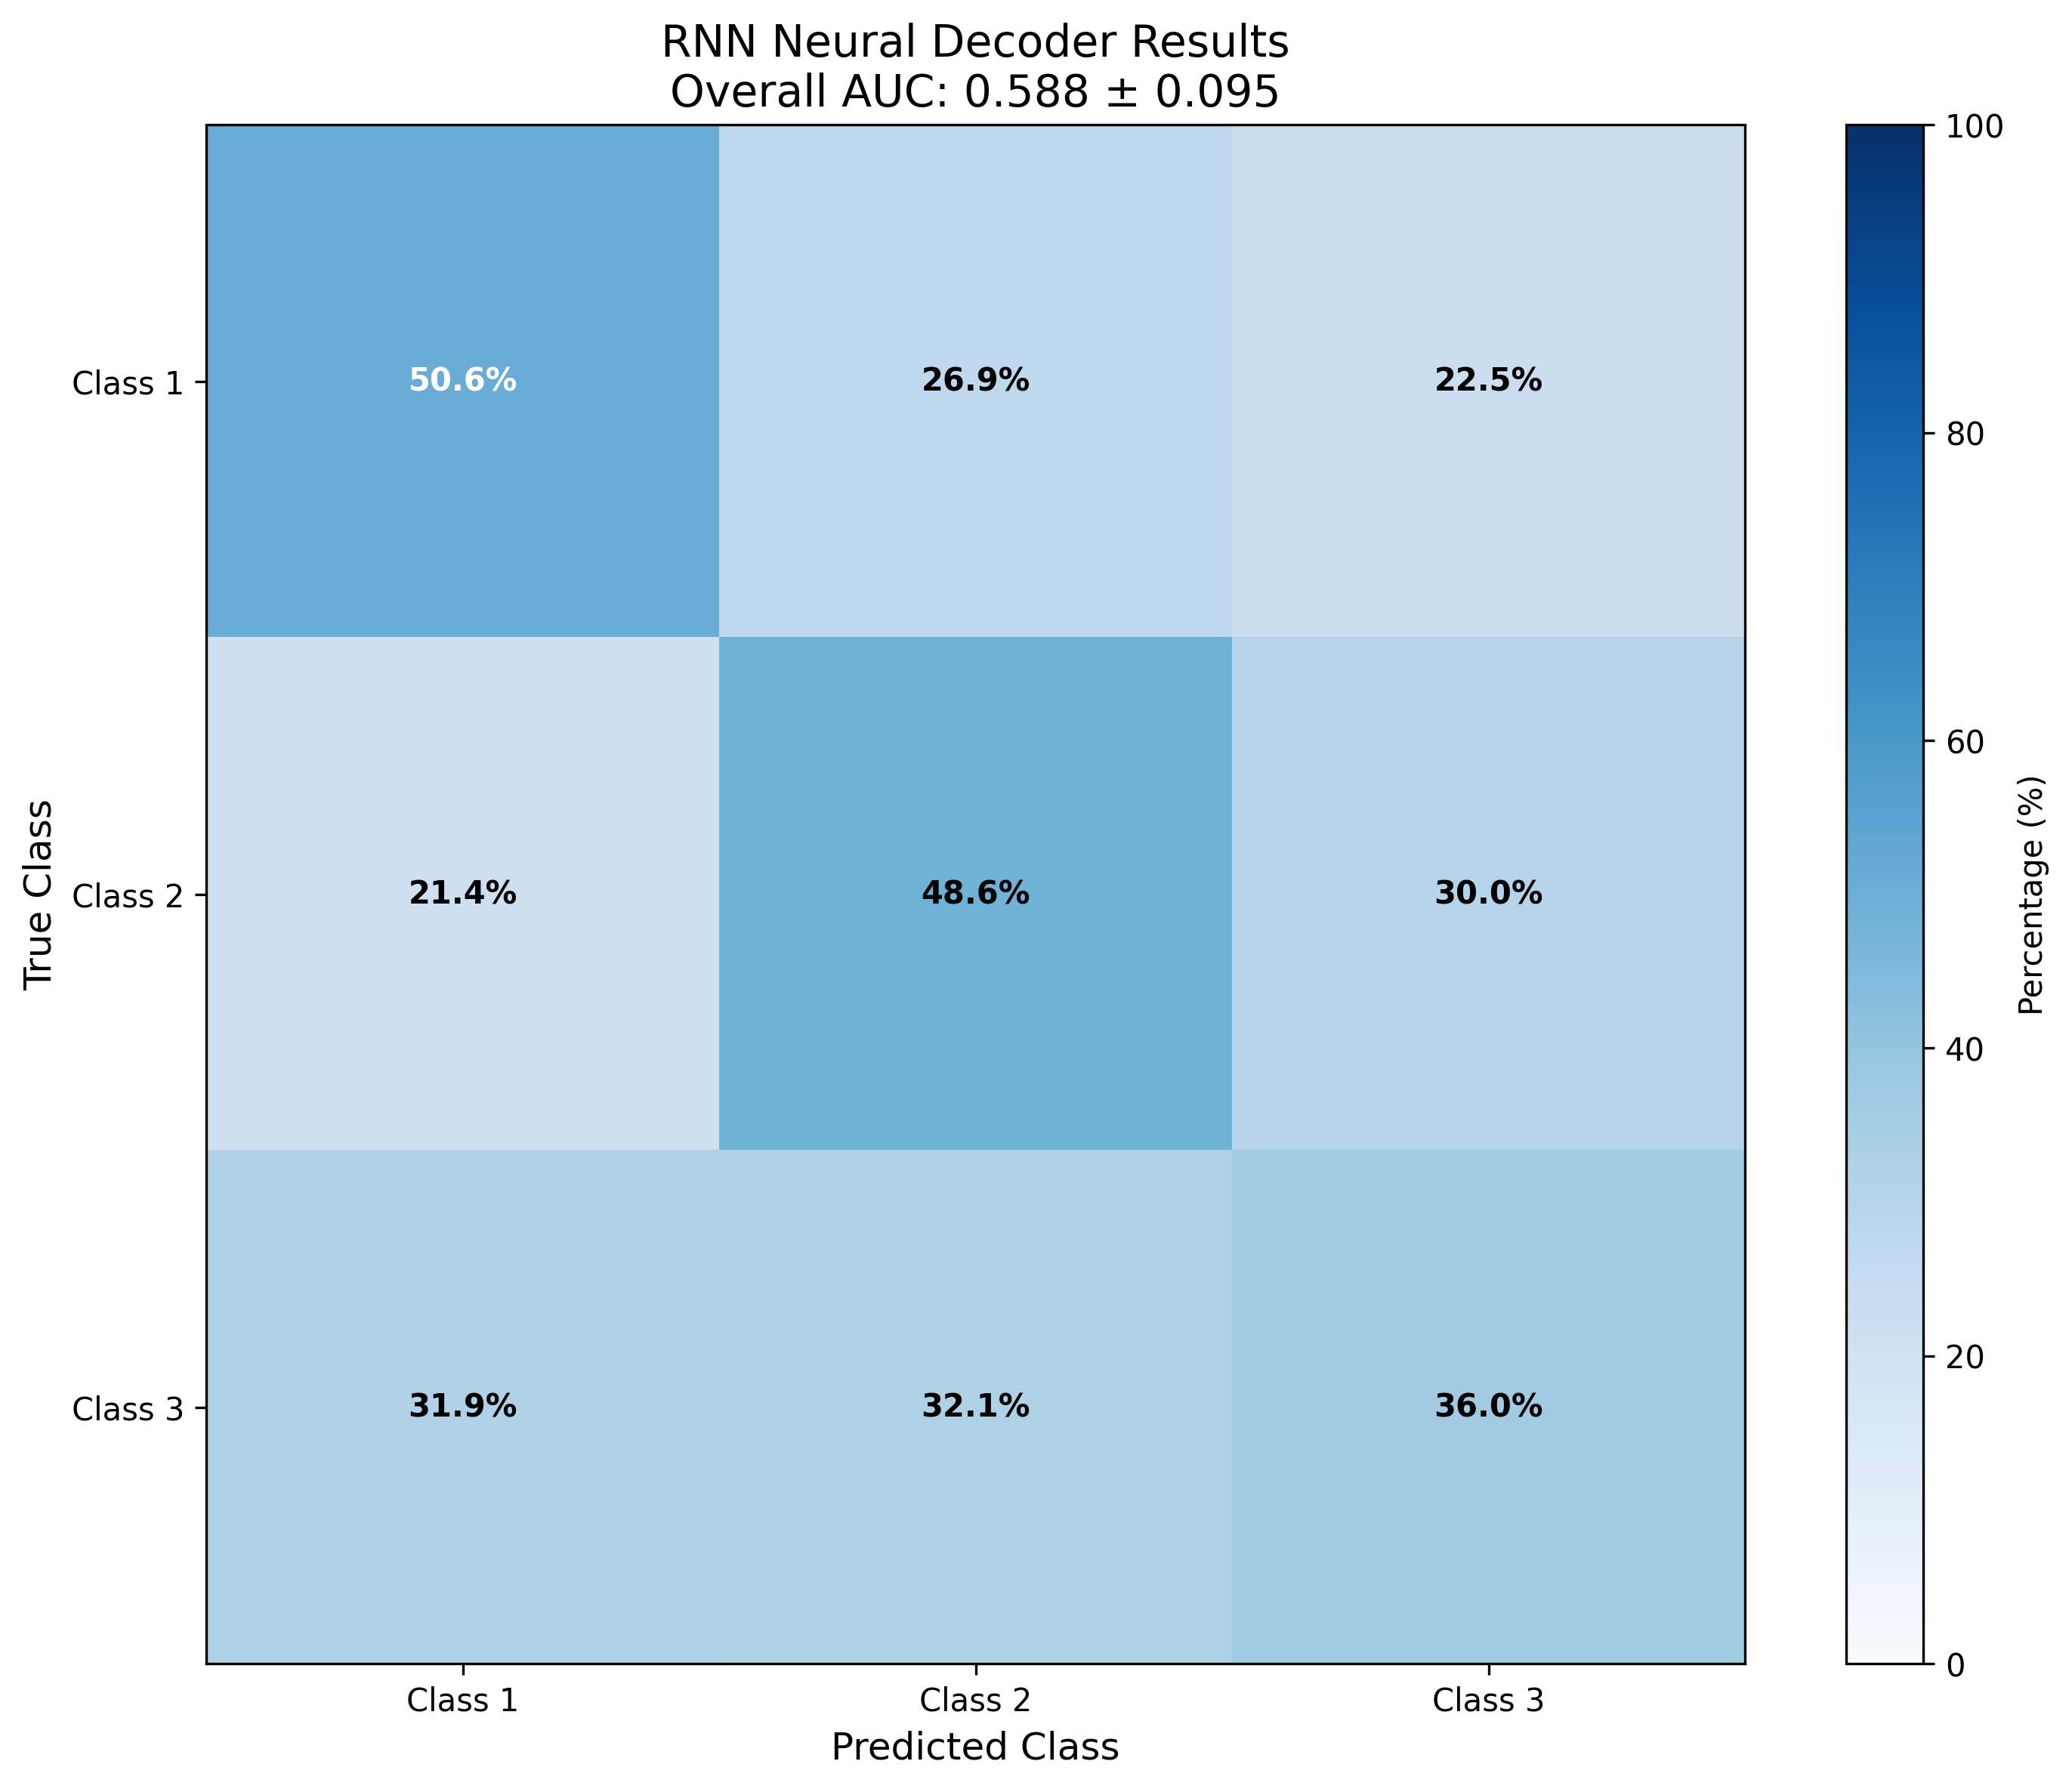 RNN Neural Decoder Results
Overall AUC: 0.588 ± 0.095
True Class
Class 1
50.6%
26.9%
22.5%
Class 2
21.4%
48.6%
30.0%
Class 3
31.9%
32.1%
36.0%
Class 1
Class 2
Class 3
Predicted Class
100
80
60
40
20
0
Percentage (%)